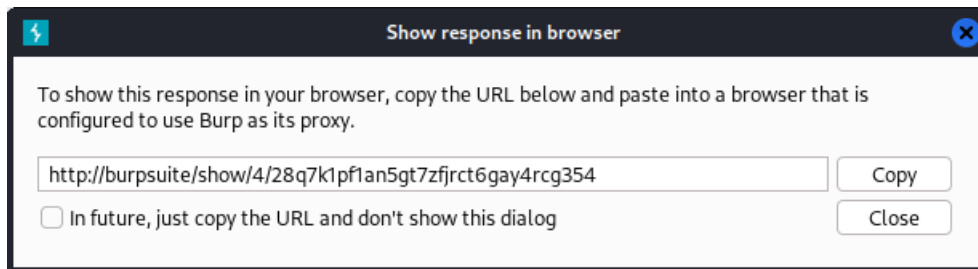 Show response in browser
To show this response in your browser, copy the URL below and paste into a browser that is
configured to use Burp as its proxy.
http://burpsuite/show/4/28q7k1pf1an5gt7zfjrct6gay4rcg354
Copy
In future, just copy the URL and don't show this dialog
Close